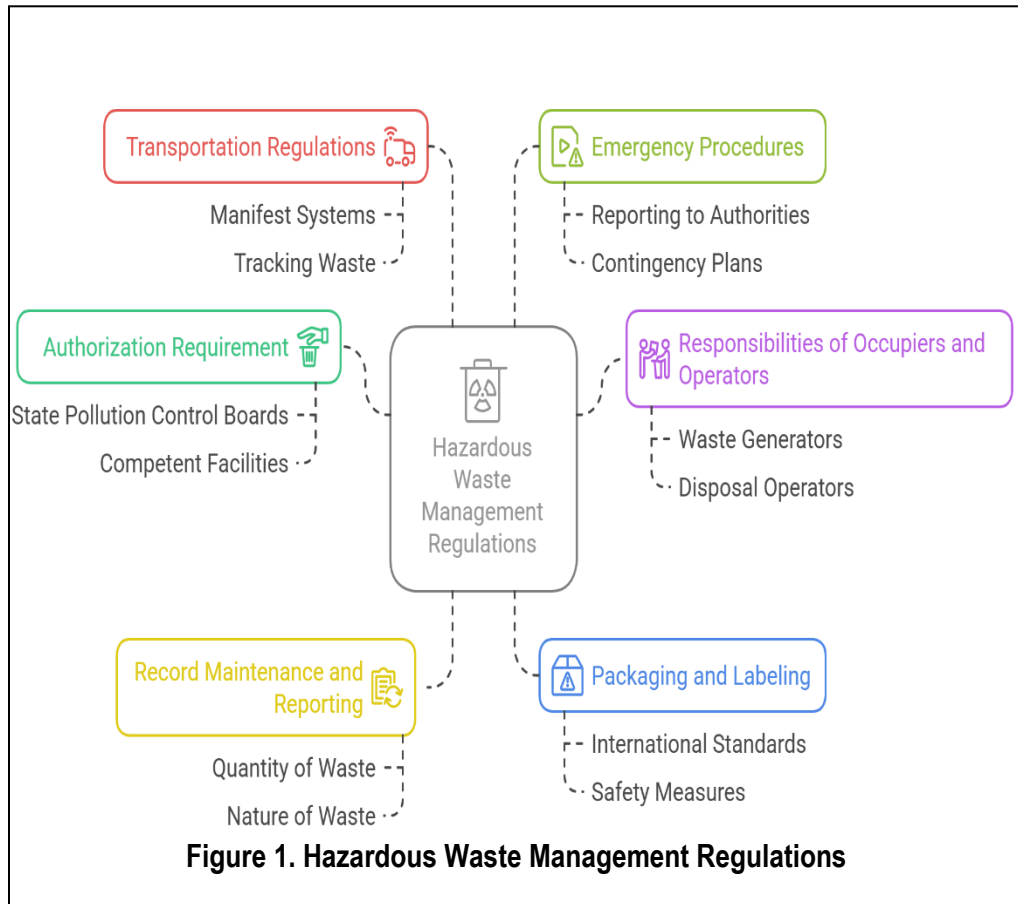 Transportation Regulations
Manifest Systems
Tracking Waste
Emergency Procedures
Reporting to Authorities
Contingency Plans
Authorization Requirement
State Pollution Control Boards
Competent Facilities
Hazardous
Waste
Management
Regulations
Responsibilities of Occupiers and
Operators
Waste Generators
Disposal Operators
Record Maintenance and
Reporting
Quantity of Waste
Nature of Waste
Packaging and Labeling
International Standards
Safety Measures
Figure 1. Hazardous Waste Management Regulations